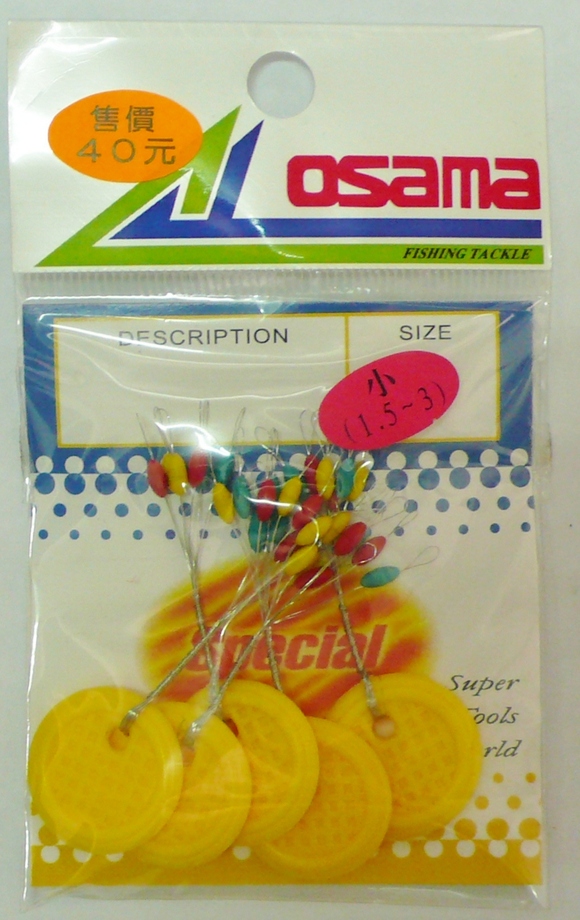 售價
40元
osama
FISHING TACKLE
DESCRIPTION
SIZE
小
(1.5~3)
Special
Super
Tools
rld